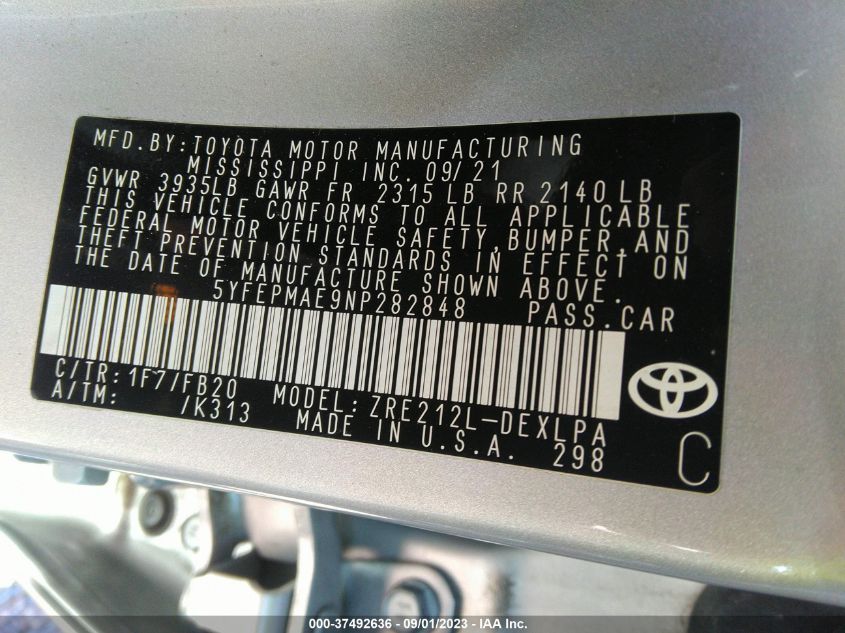 MFD.BY:TOYOTA MOTOR MANUFACTURING
MISSISSIPPI INC. 09/21
GVWR 3935LB GAWR FR 2315 LB RR 2140 LB
THIS VEHICLE CONFORMS TO ALL APPLICABLE
FEDERAL MOTOR VEHICLE SAFETY,BUMPER,AND
THEFT PREVENTION STANDARDS IN EFFECT ON
THE DATE OF MANUFACTURE SHOWN ABOVE.
5YFEPMAE9NP282848 PASS.CAR
C/TR:1F7/FB20 MODEL:ZRE212L-DEXLPA
A/TM: /K313 MADE IN U.S.A. 298
C
000-37492636 - 09/01/2023 - IAA Inc.